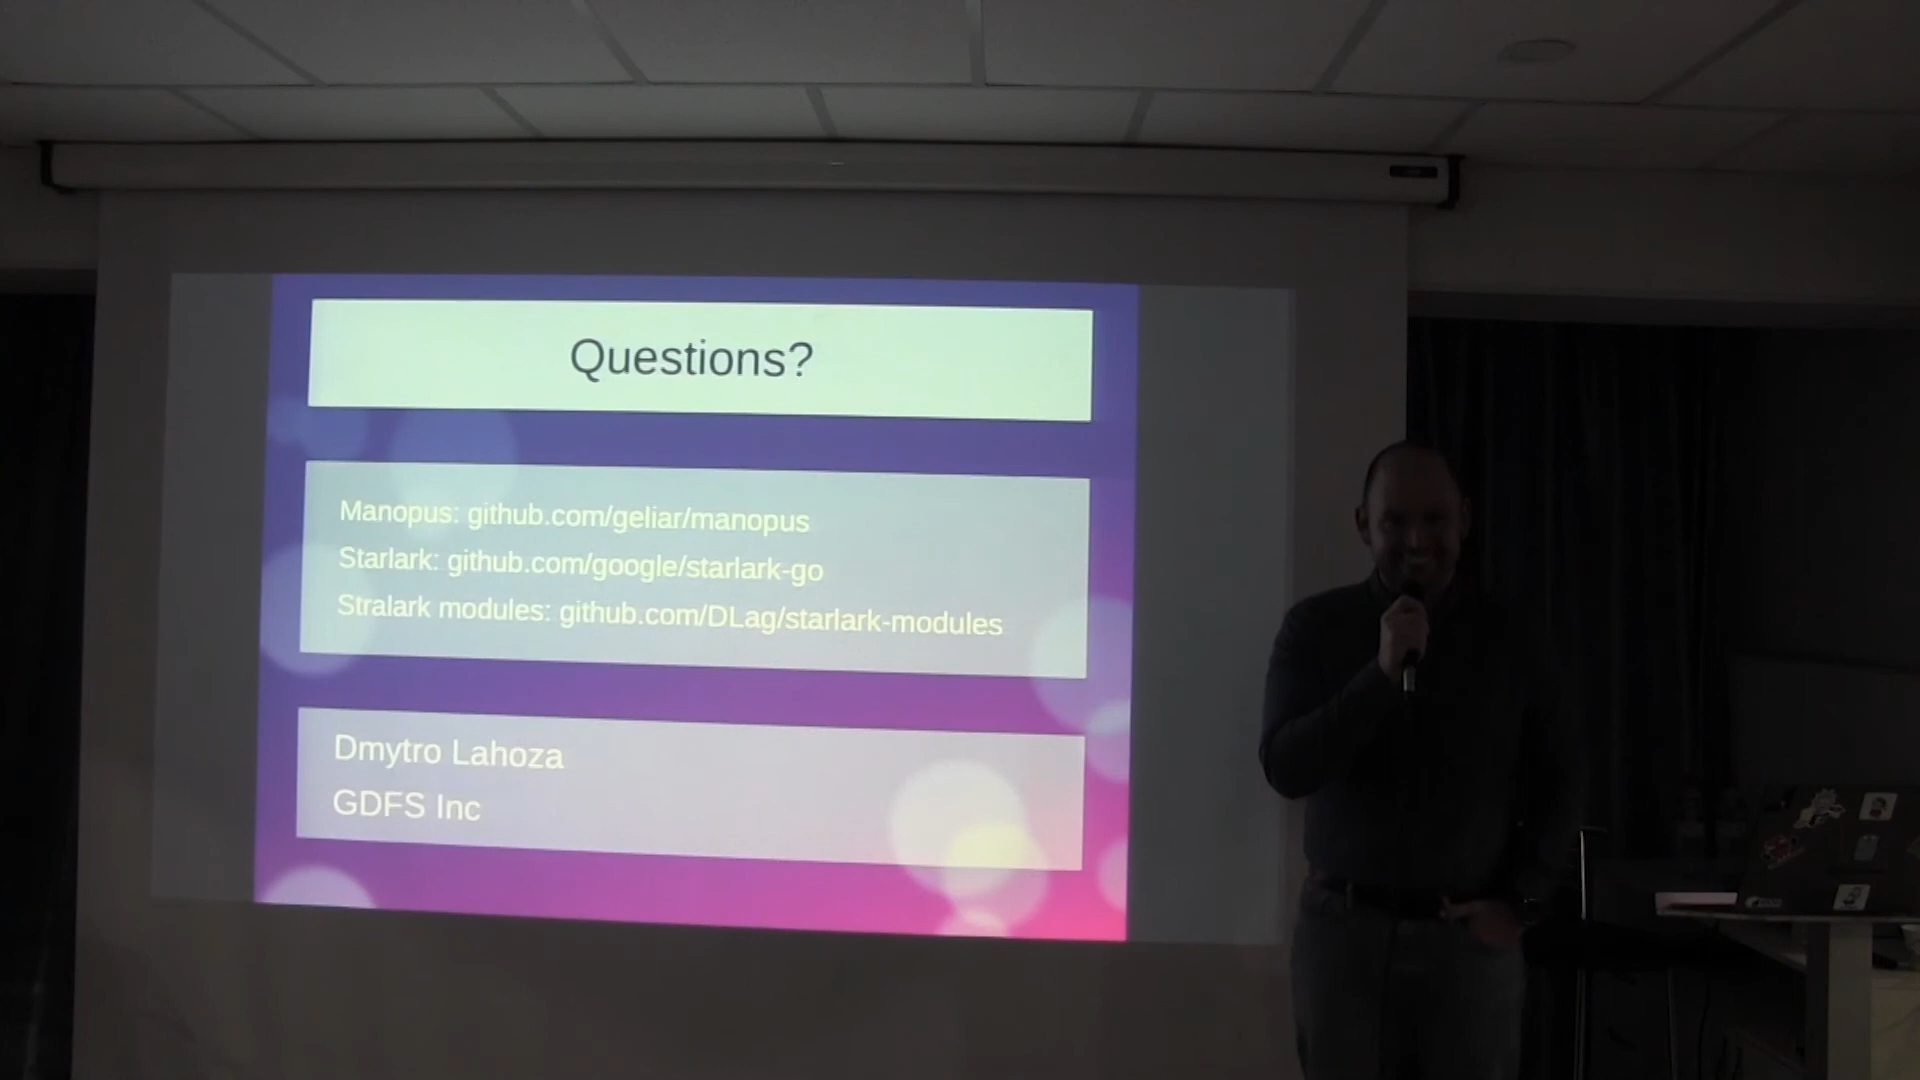 Questions?
Manopus: github.com/geliar/manopus
Starlark: github.com/google/starlark-go
Stralark modules: github.com/DLag/starlark-modules
Dmytro Lahoza
GDFS Inc